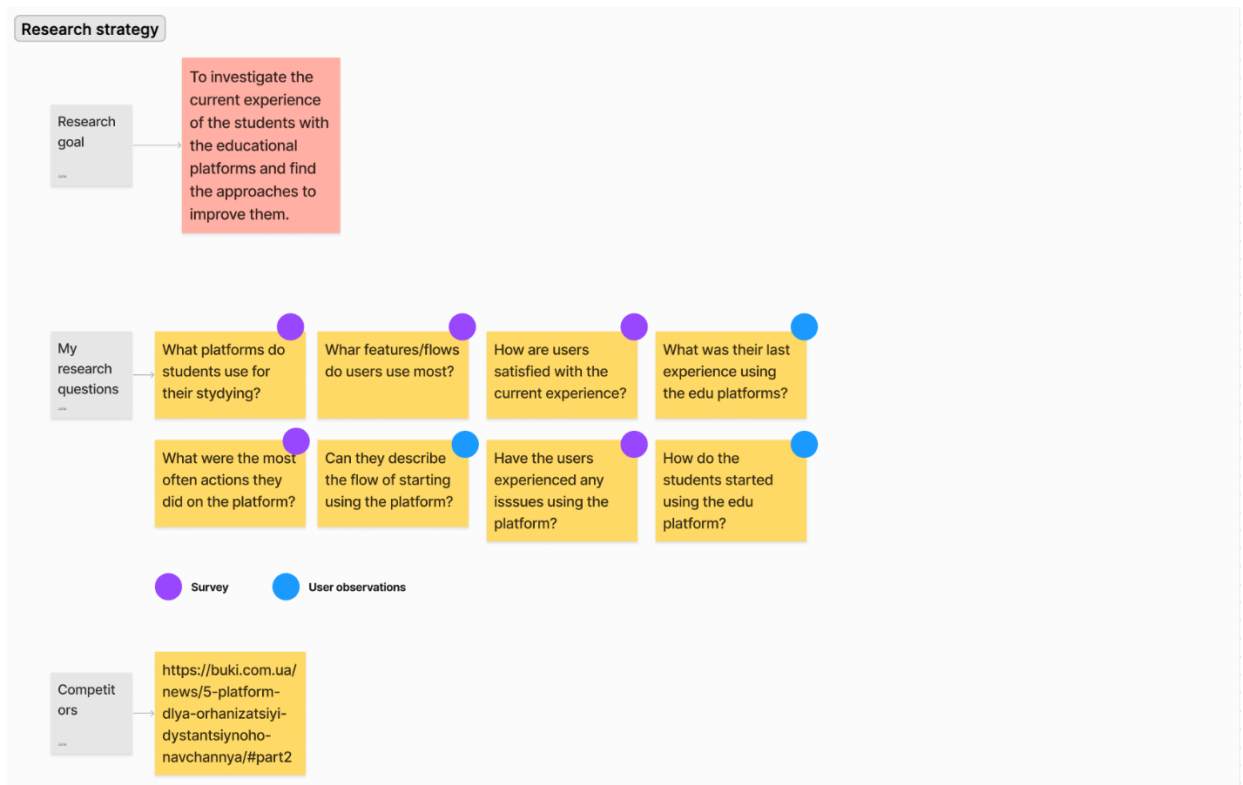 Research strategy
To investigate the
current experience
of the students with
the educational
platforms and find
the approaches to
improve them.
Research
goal
My
research
questions
What platforms do
students use for
their stydying?
Whar features/flows
do users use most?
How are users
satisfied with the
current experience?
What was their last
experience using
the edu platforms?
What were the most
often actions they
did on the platform?
Can they describe
the flow of starting
using the platform?
Have the users
experienced any
isssues using the
platform?
How do the
students started
using the edu
platform?
Survey
User observations
Competit
ors
https://buki.com.ua/
news/5-platform-
dlya-orhanizatsiyi-
dystantsiynoho-
navchannya/#part2